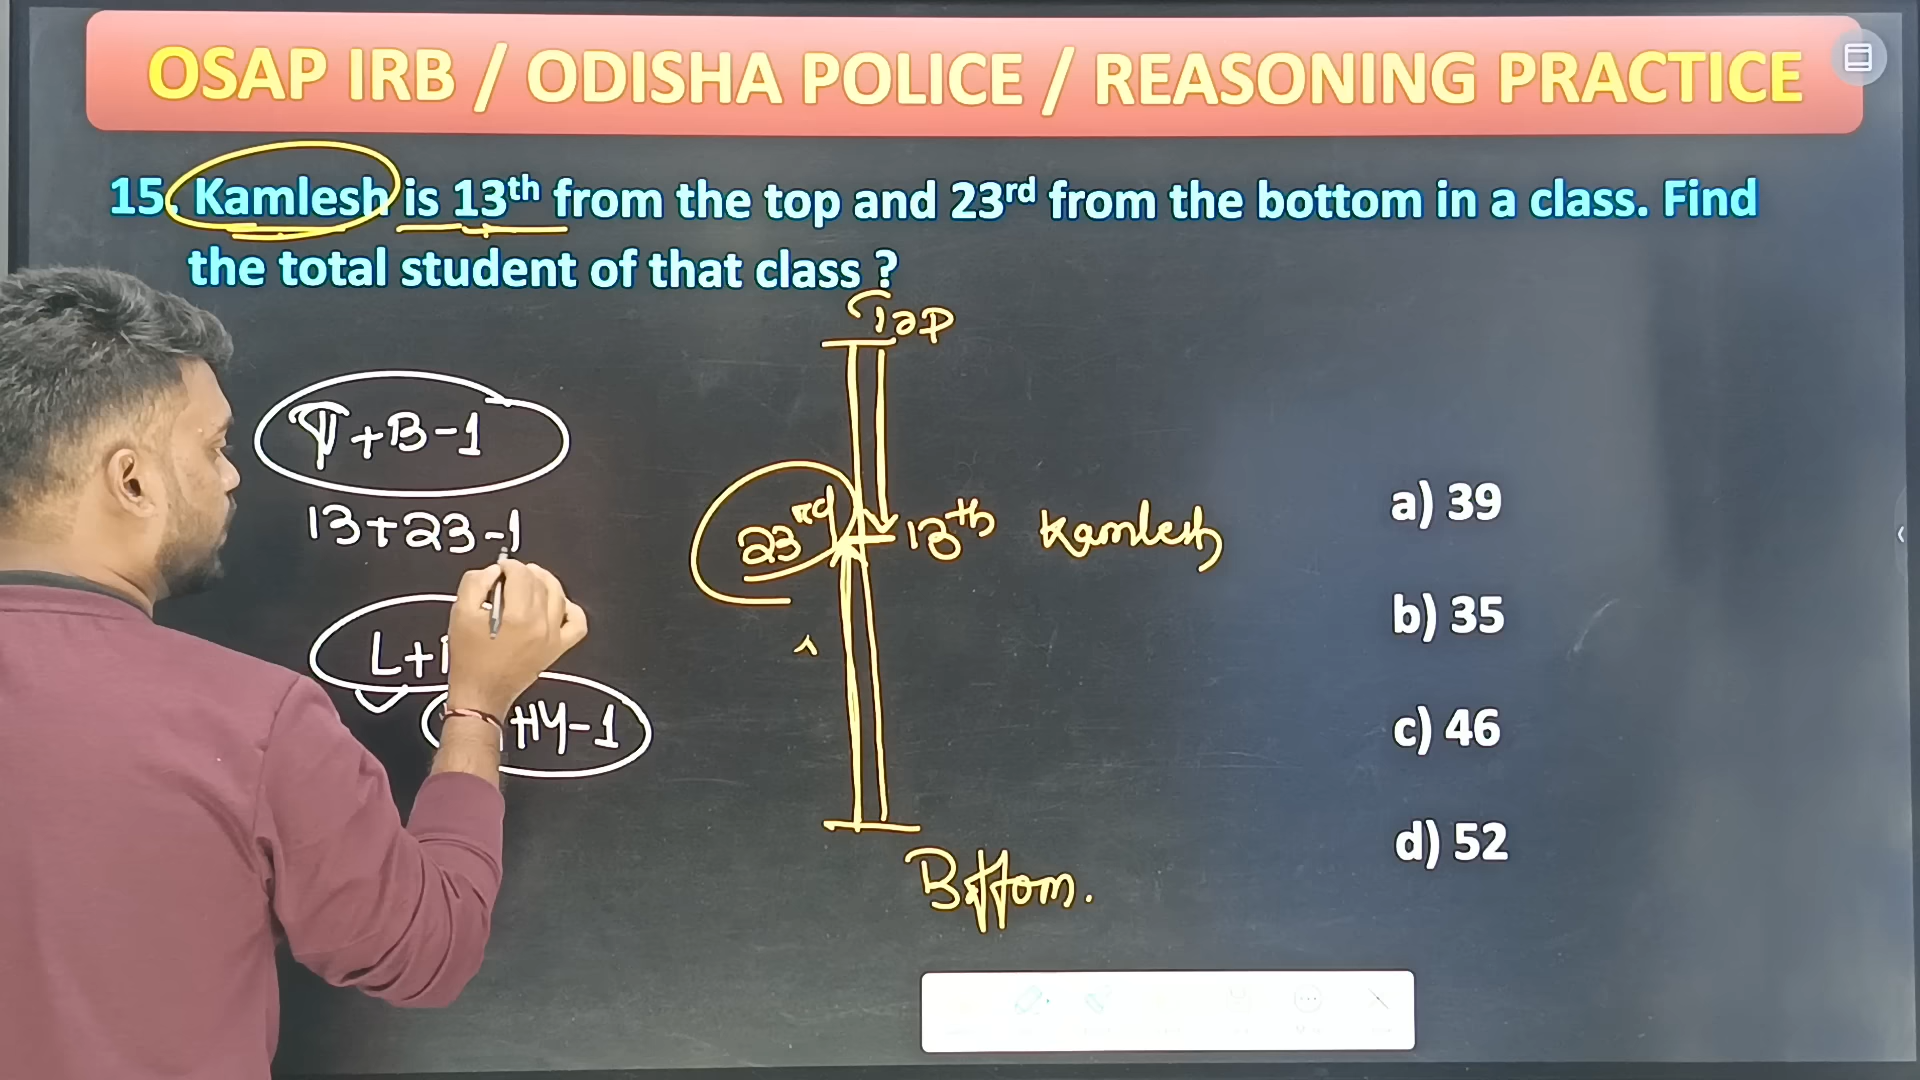 OSAP IRB / ODISHA POLICE / REASONING PRACTICE
15. Kamlesh is 13th from the top and 23rd from the bottom in a class. Find
the total student of that class ?
Top
T+B-1
13+23-1
23rd 13th Kamlesh
L+
+14-1
Bottom.
a) 39
b) 35
c) 46
d) 52